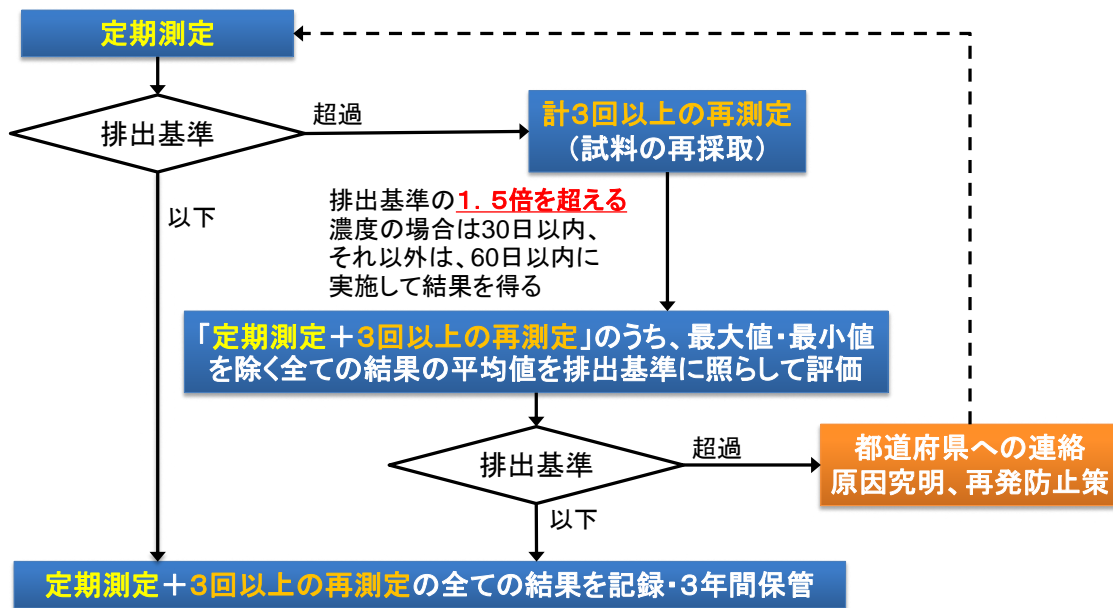 定期測定
排出基準
超過
計３回以上の再測定
（試料の再採取）
以下
排出基準の１．５倍を超える
濃度の場合は30日以内、
それ以外は、60日以内に
実施して結果を得る
「定期測定＋３回以上の再測定」のうち、最大値・最小値
を除く全ての結果の平均値を排出基準に照らして評価
排出基準
超過
都道府県への連絡
原因究明、再発防止策
以下
定期測定＋３回以上の再測定の全ての結果を記録・３年間保管